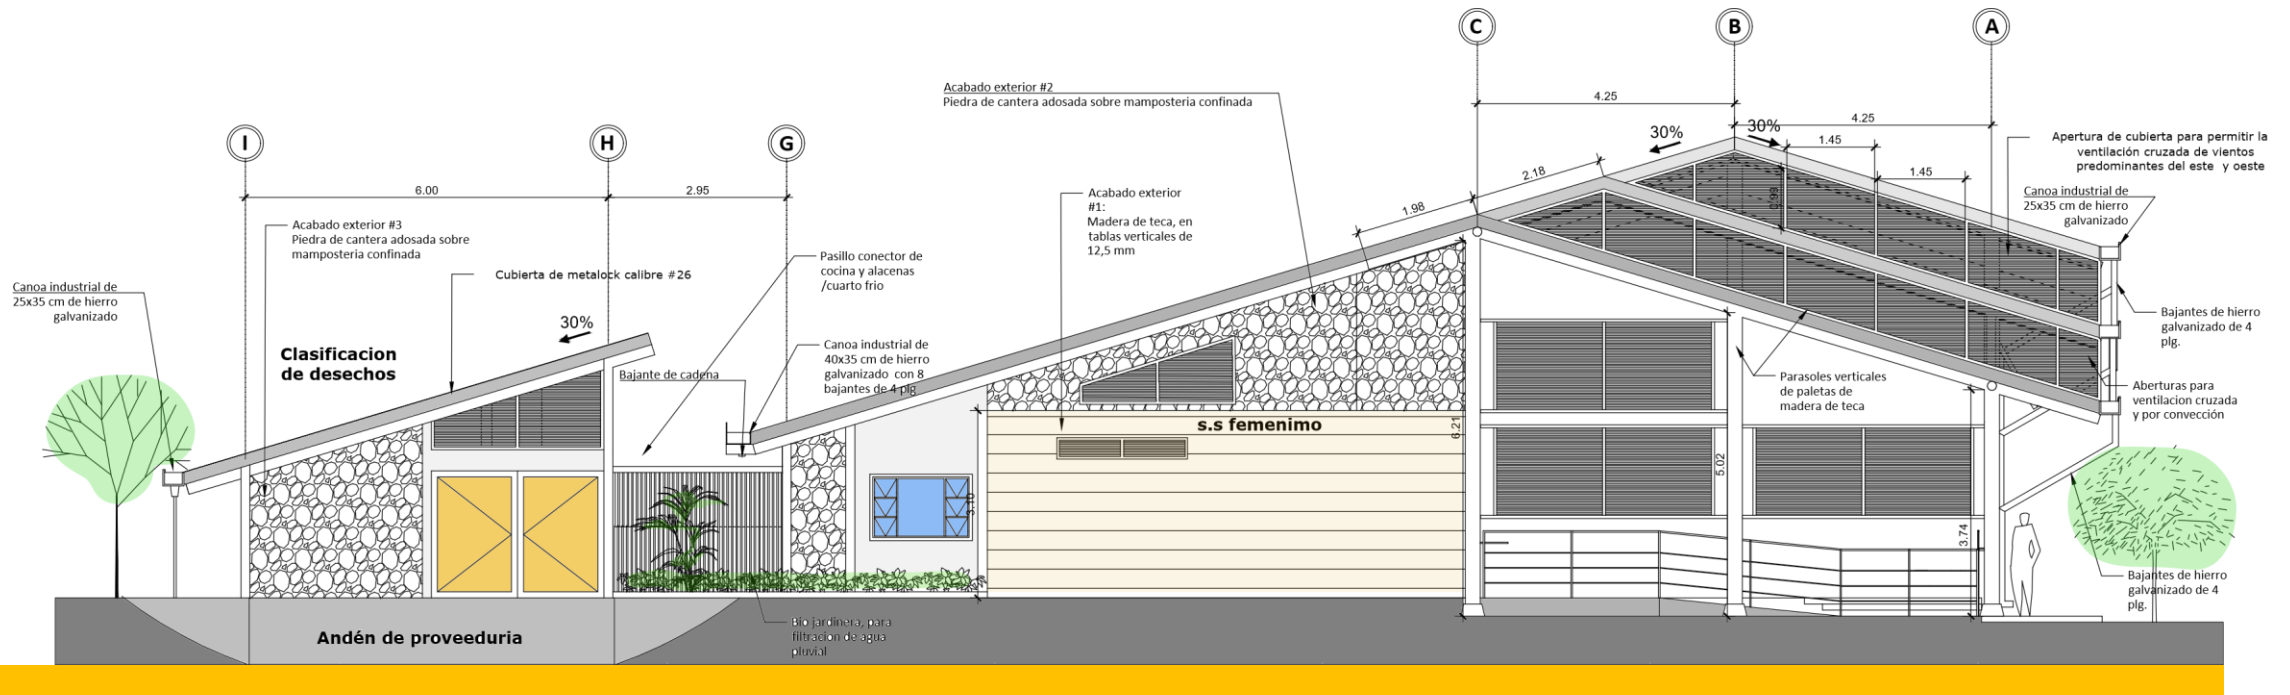 C
B
A
4.25
Acabado exterior #2
Piedra de cantera adosada sobre mamposteria confinada
4.25
30%
30%
1.45
Apertura de cubierta para permitir la
ventilación cruzada de vientos
predominantes del este y oeste
I
H
G
6.00
2.95
2.18
1.98
1.45
0.99
Acabado exterior
#1:
Madera de teca, en
tablas verticales de
12,5 mm
Canoa industrial de
25x35 cm de hierro
galvanizado
Acabado exterior #3
Piedra de cantera adosada sobre
mamposteria confinada
Cubierta de metalock calibre #26
Pasillo conector de
cocina y alacenas
/cuarto frio
Canoa industrial de
25x35 cm de hierro
galvanizado
30%
Clasificacion
de desechos
Bajante de cadena
Canoa industrial de
40x35 cm de hierro
galvanizado con 8
bajantes de 4 plg
Bajantes de hierro
galvanizado de 4
plg.
Parasoles verticales
de paletas de
madera de teca
Aberturas para
ventilacion cruzada
y por convección
s.s femenimo
6.21
5.02
3.10
3.74
Bajantes de hierro
galvanizado de 4
plg.
Andén de proveeduria
Bio jardinera, para
filtracion de agua
pluvial